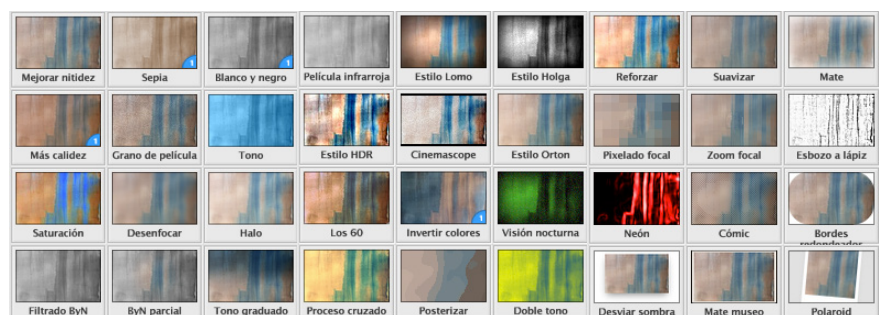 Mejorar nitidez
Sepia
1
Blanco y negro
1
Película infrarroja
Estilo Lomo
Estilo Holga
Reforzar
Suavizar
Mate
Más calidez
1
Grano de película
Tono
Estilo HDR
Cinemascope
Estilo Orton
Pixelado focal
Zoom focal
Esbozo a lápiz
Saturación
Desenfocar
Halo
Los 60
Invertir colores
1
Visión nocturna
Neón
Cómic
Bordes
redondeador
Filtrado ByN
ByN parcial
Tono graduado
Proceso cruzado
Posterizar
Doble tono
Desviar sombra
Mate museo
Polaroid